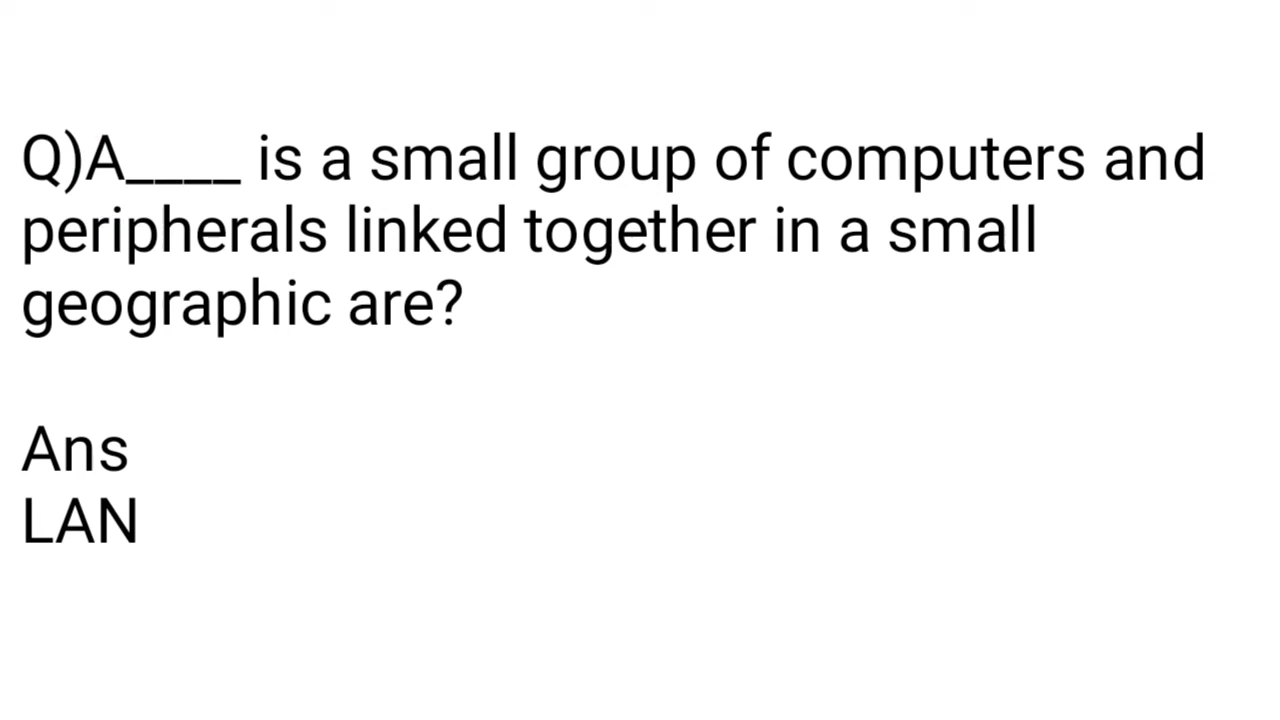 Q)A____ is a small group of computers and
peripherals linked together in a small
geographic are?
Ans
LAN